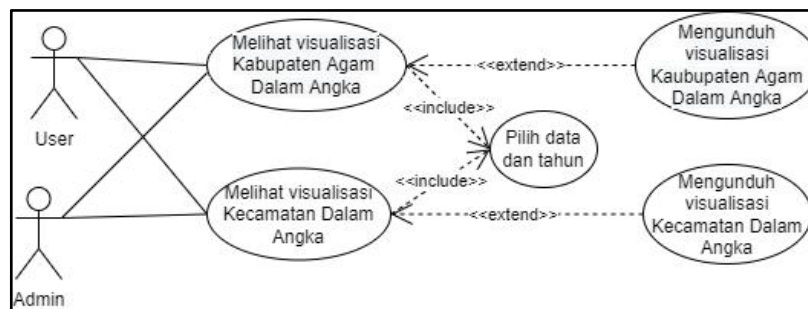 Melihat visualisasi
Kabupaten Agam
Dalam Angka
<<extend>>
Mengunduh
visualisasi
Kaubupaten Agam
Dalam Angka
User
<<include>>
Pilih data
dan tahun
<<include>>
Melihat visualisasi
Kecamatan Dalam
Angka
<<extend>>
Mengunduh
visualisasi
Kecamatan Dalam
Angka
Admin